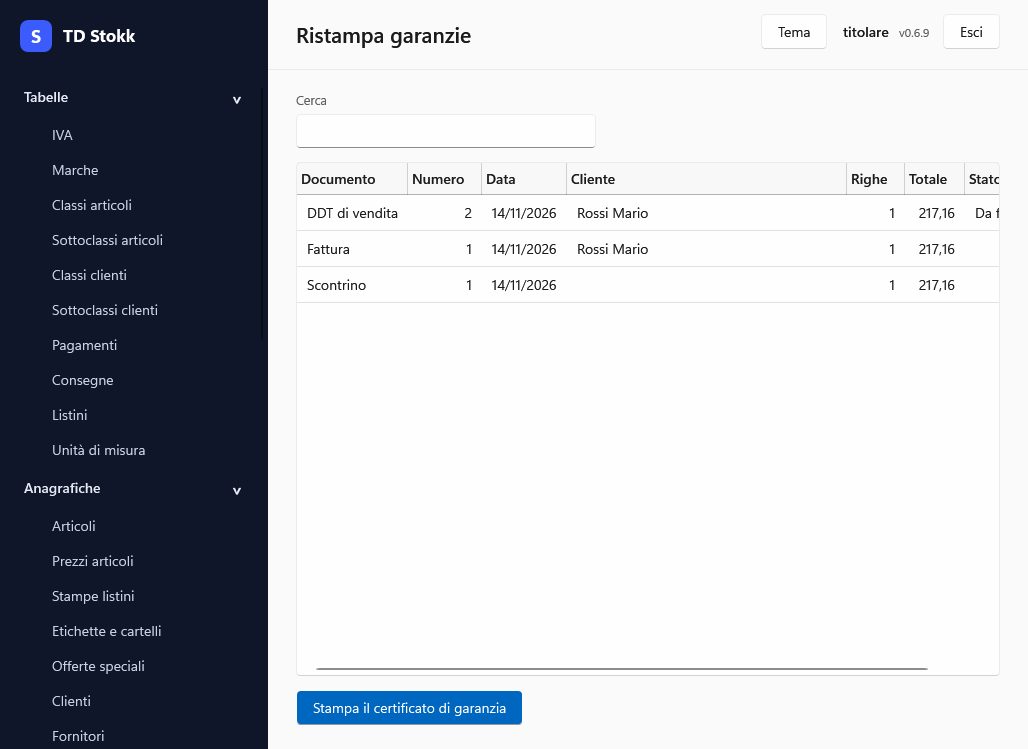 S TD Stokk
Ristampa garanzie
Tema titolare v0.6.9 Esci
Tabelle
IVA
Marche
Classi articoli
Sottoclassi articoli
Classi clienti
Sottoclassi clienti
Pagamenti
Consegne
Listini
Unità di misura
Anagrafiche
Articoli
Prezzi articoli
Stampe listini
Etichette e cartelli
Offerte speciali
Clienti
Fornitori
Cerca
Documento Numero Data Cliente Righe Totale
DDT di vendita 2 14/11/2026 Rossi Mario 1 217,16 Da
Fattura 1 14/11/2026 Rossi Mario 1 217,16
Scontrino 1 14/11/2026 1 217,16
Stampa il certificato di garanzia